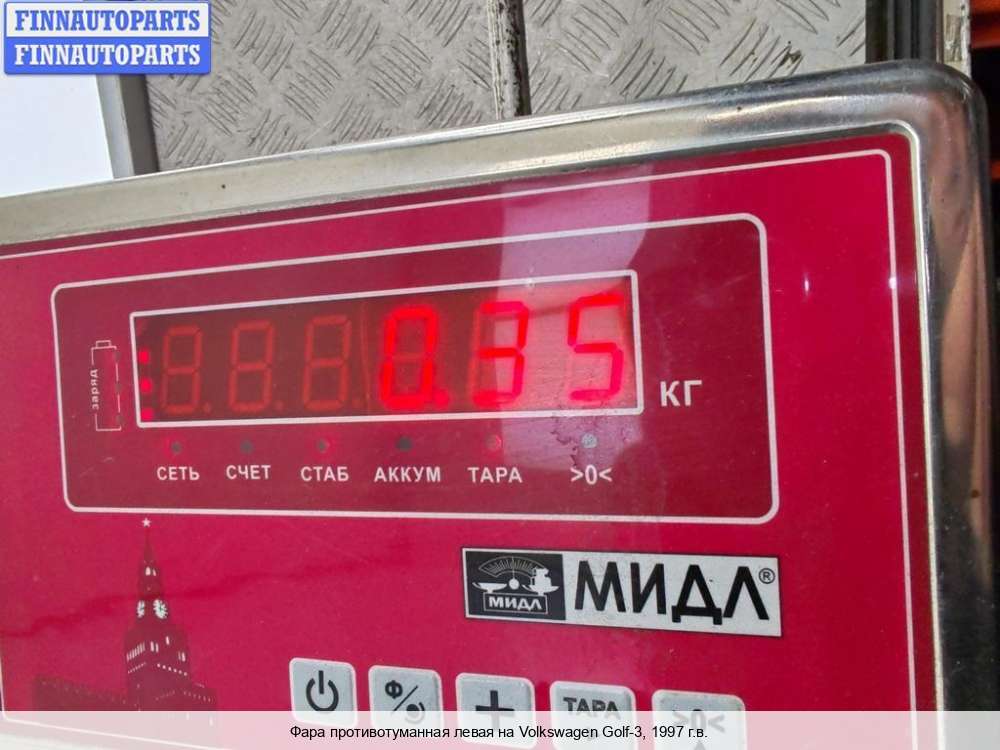 FINNAUTOPARTS
FINNAUTOPARTS
заряд
0.35
КГ
СЕТЬ СЧЕТ СТАБ АККУМ ТАРА >0<
МИДЛ МИДЛ®
Ф
ТАРА
>0<
Фара противотуманная левая на Volkswagen Golf-3, 1997 г.в.